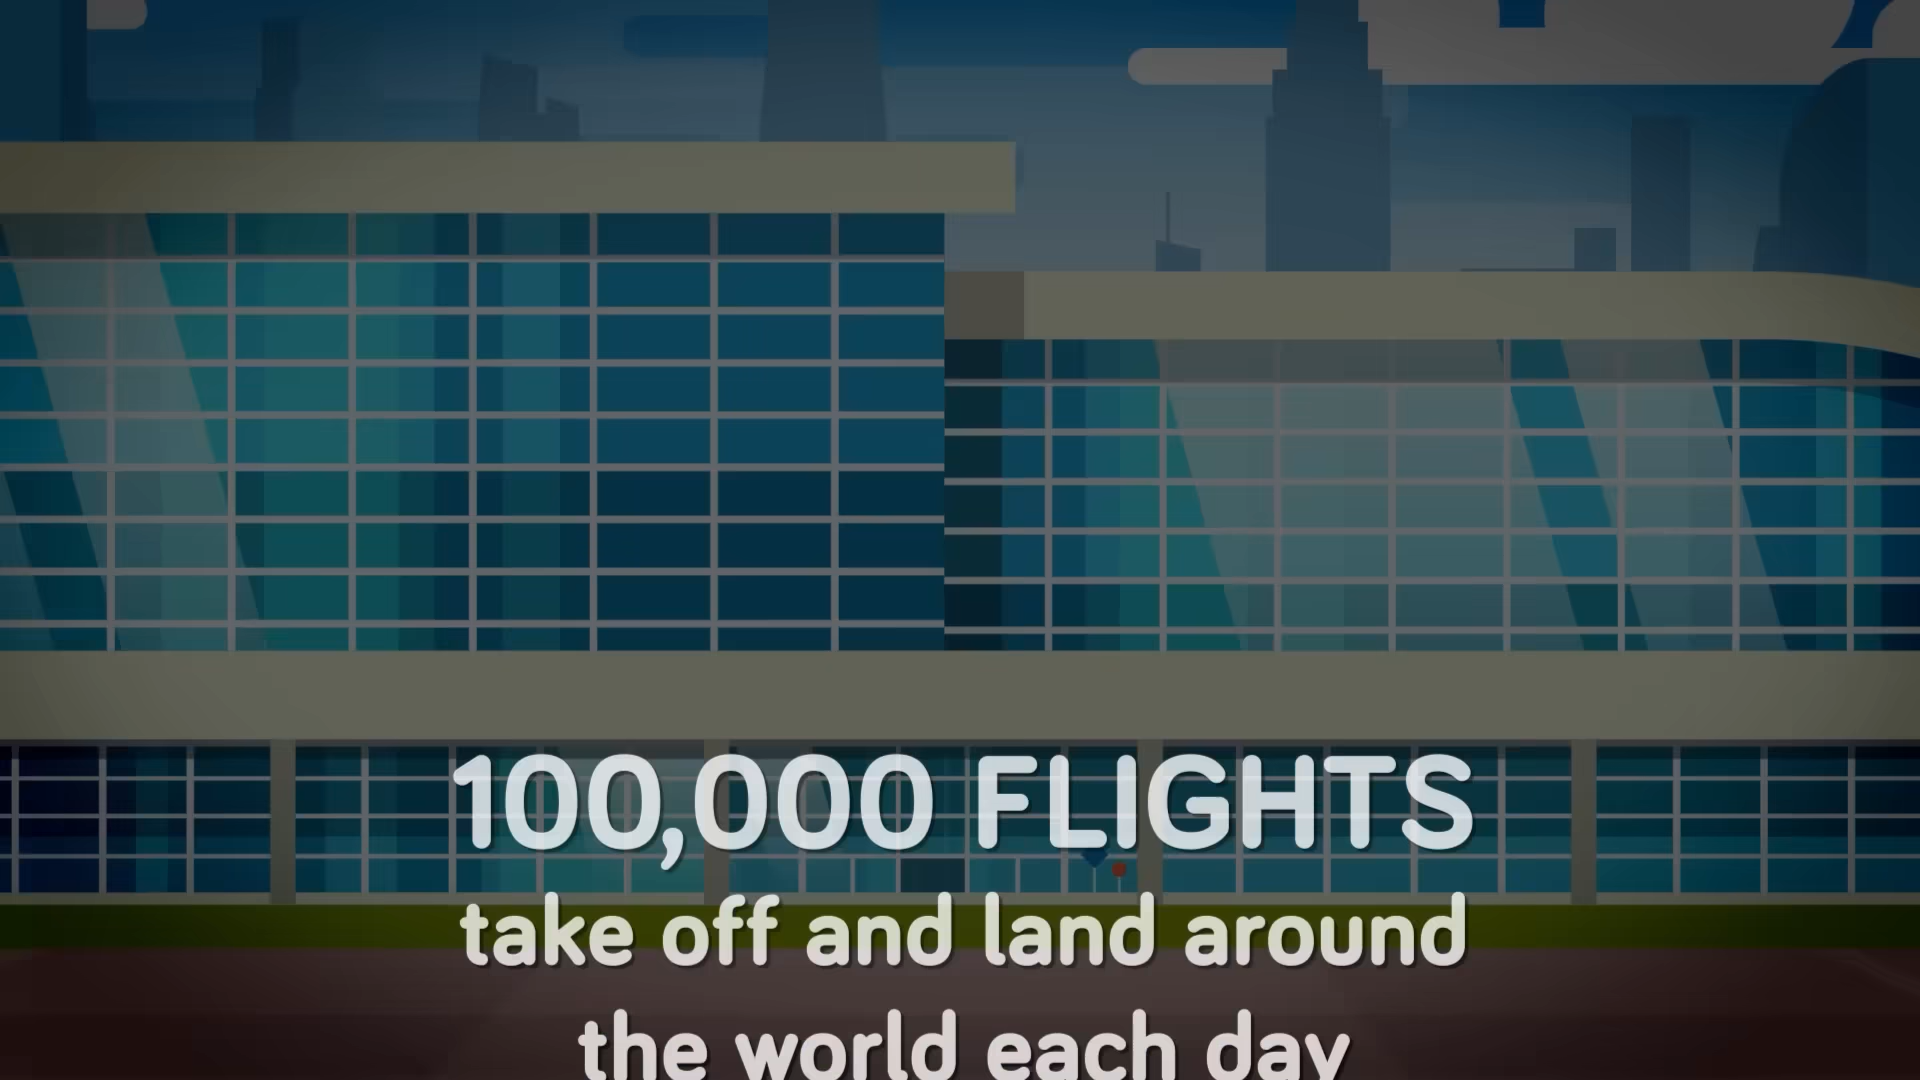 100,000 FLIGHTS
take off and land around
the world each day